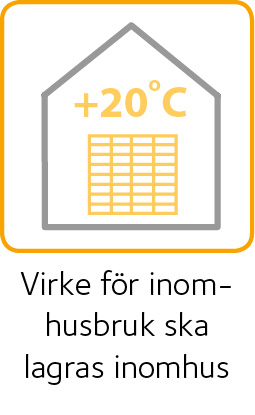 +20°C
Virke för inom-
husbruk ska
lagras inomhus